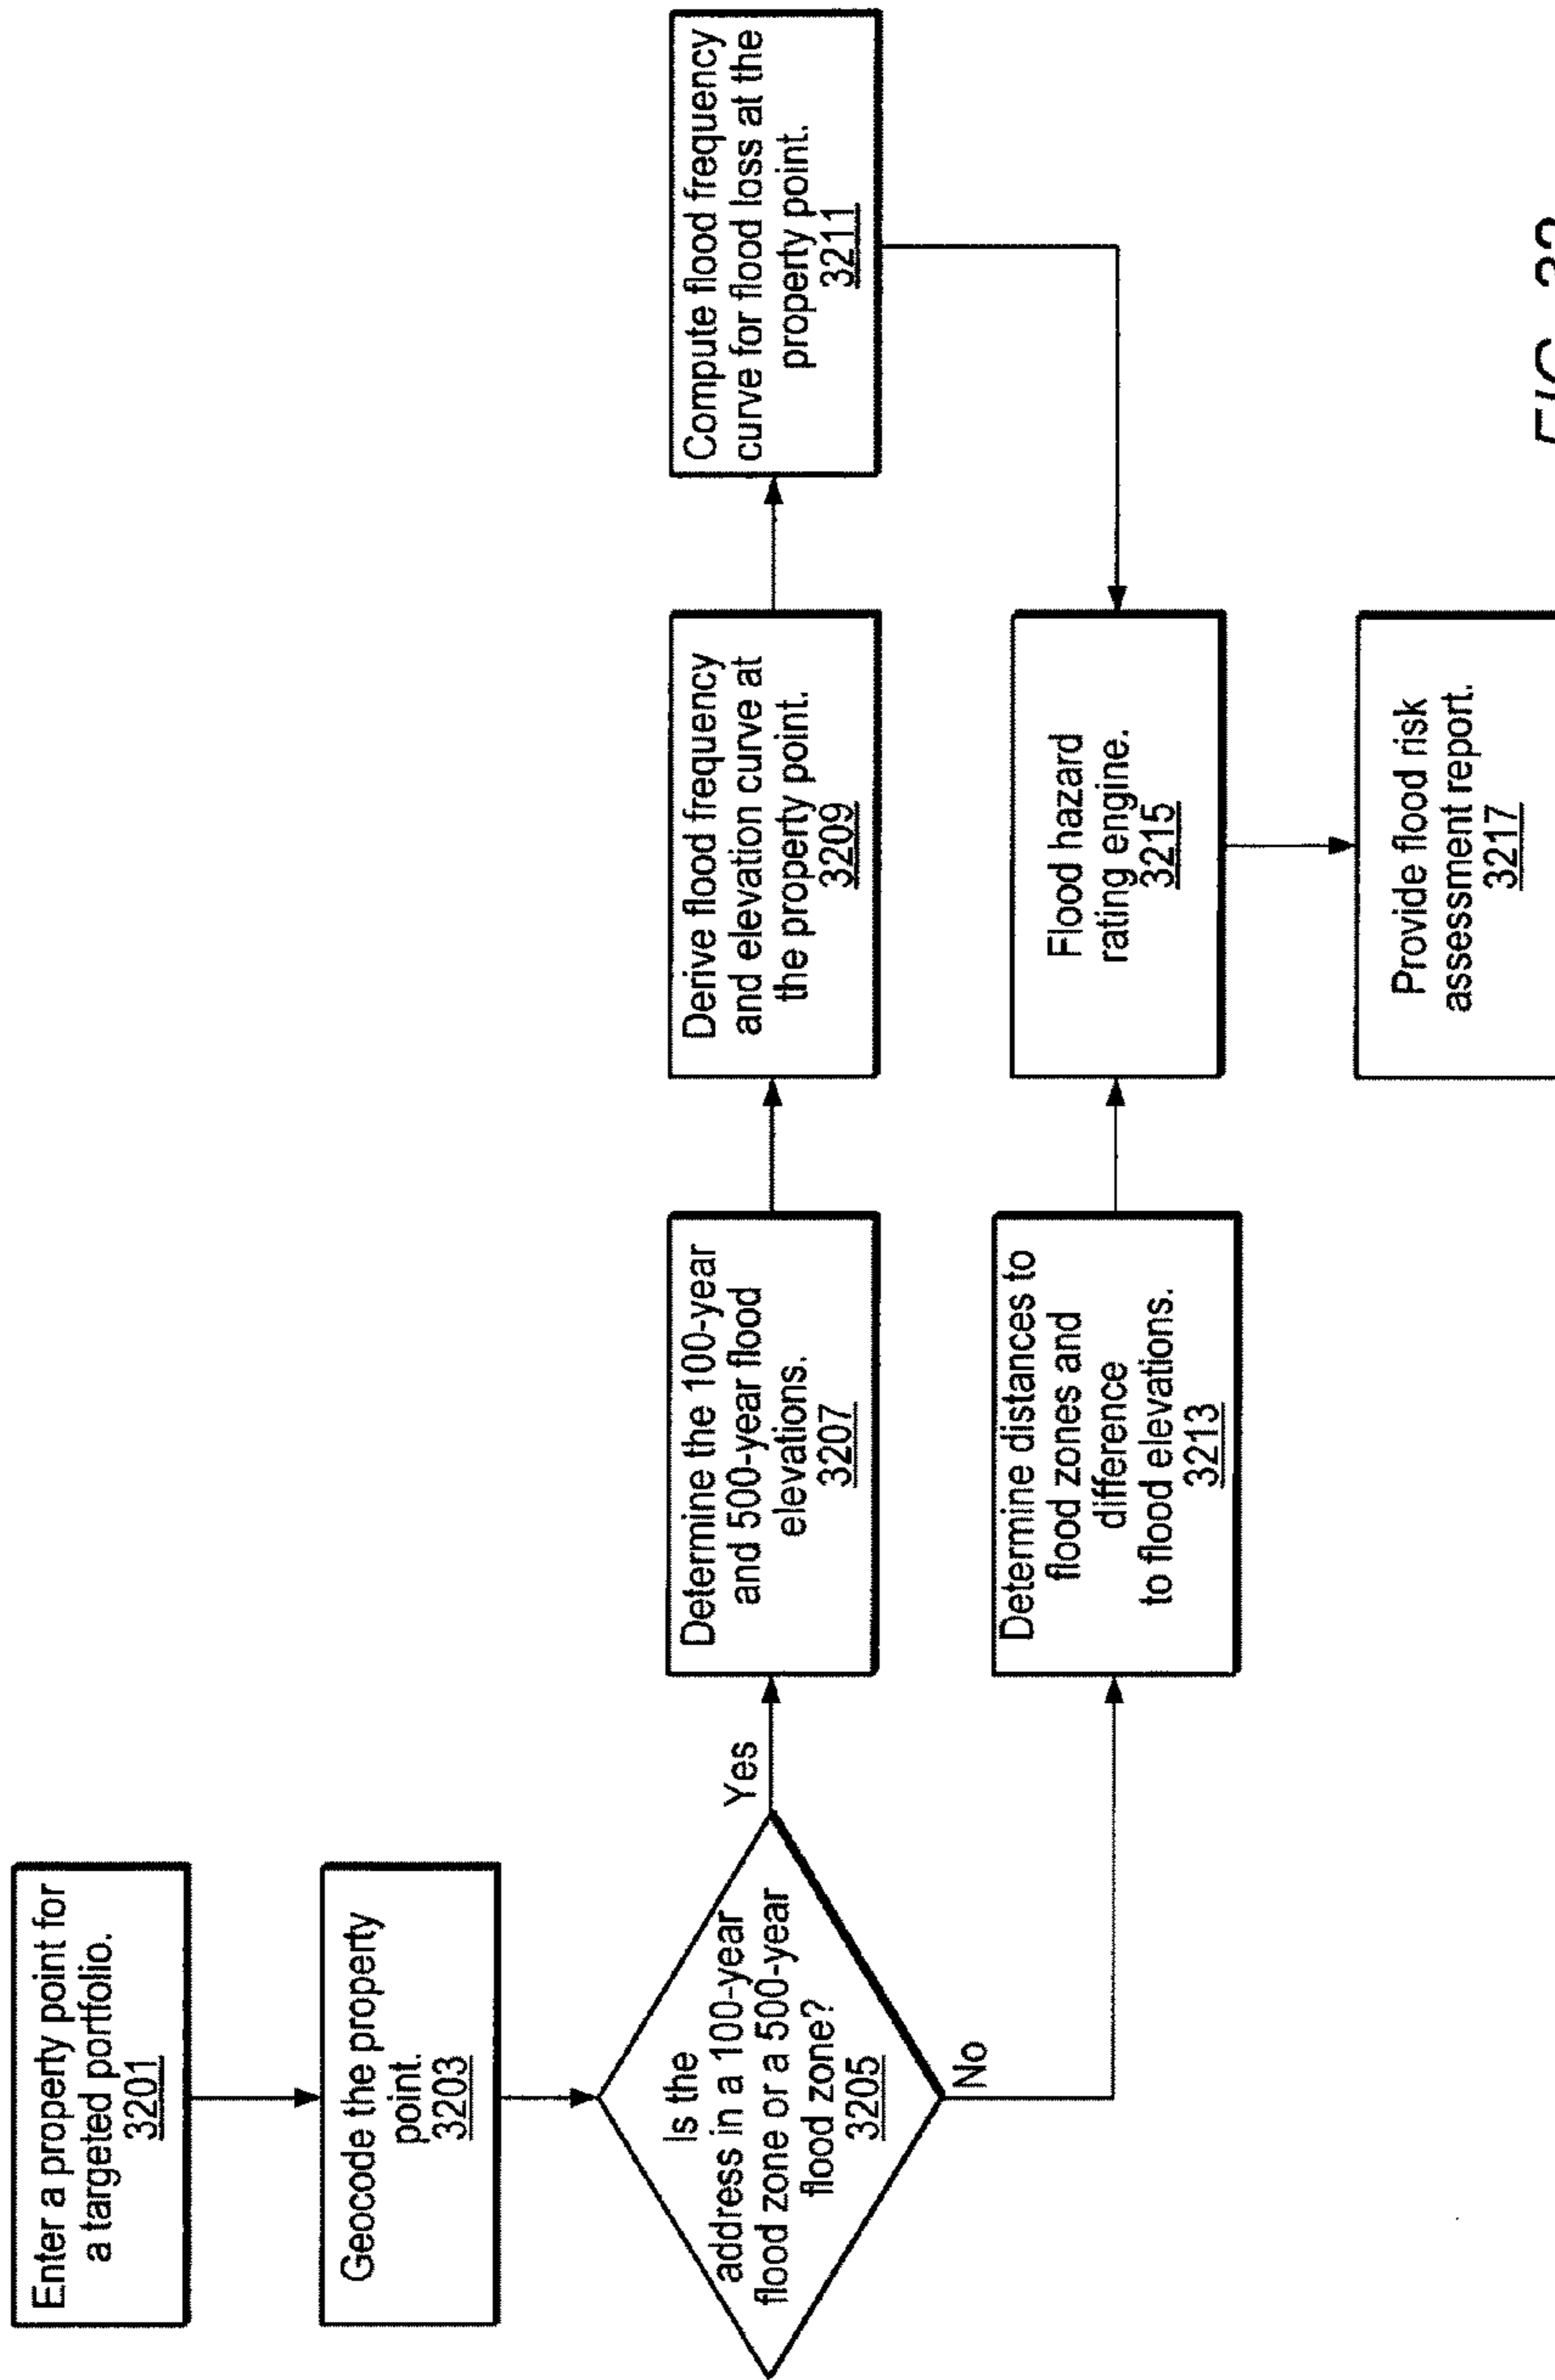 Enter a property point for
a targeted portfolio.
3201
Geocode the property
point.
3203
Is the
address in a 100-year
flood zone or a 500-year
flood zone?
3205
Yes
No
Determine the 100-year
and 500-year flood
elevations.
3207
Derive flood frequency
and elevation curve at
the property point.
3209
Compute flood frequency
curve for flood loss at the
property point.
3211
Determine distances to
flood zones and
difference
to flood elevations.
3213
Flood hazard
rating engine.
3215
Provide flood risk
assessment report.
3217